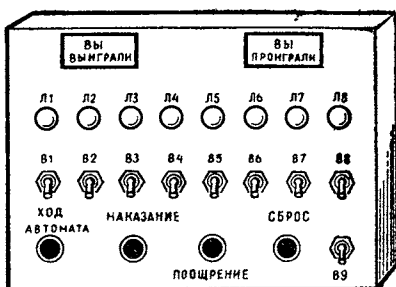 ВЫ
ВЫИГРАЛИ
ВЫ
ПРОИГРАЛИ
Л1 Л2 Л3 Л4 Л5 Л6 Л7 Л8
В1 В2 В3 В4 В5 В6 В7 В8
ХОД
АВТОМАТА
НАКАЗАНИЕ
СБРОС
ПООЩРЕНИЕ
В9